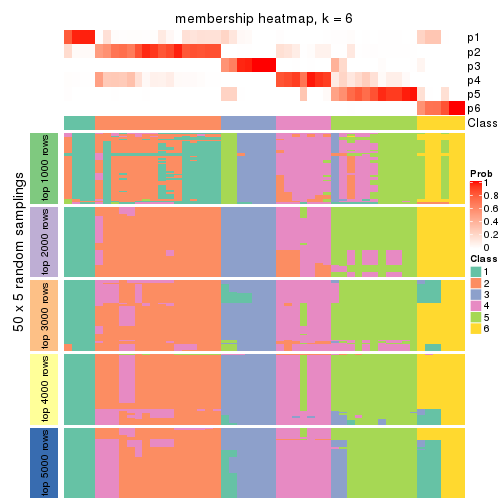 membership heatmap, k = 6
p1
p2
p3
p4
p5
p6
Class
50 x 5 random samplings
top 1000 rows
top 2000 rows
top 3000 rows
top 4000 rows
top 5000 rows
Prob
1
0.8
0.6
0.4
0.2
0
Class
1
2
3
4
5
6